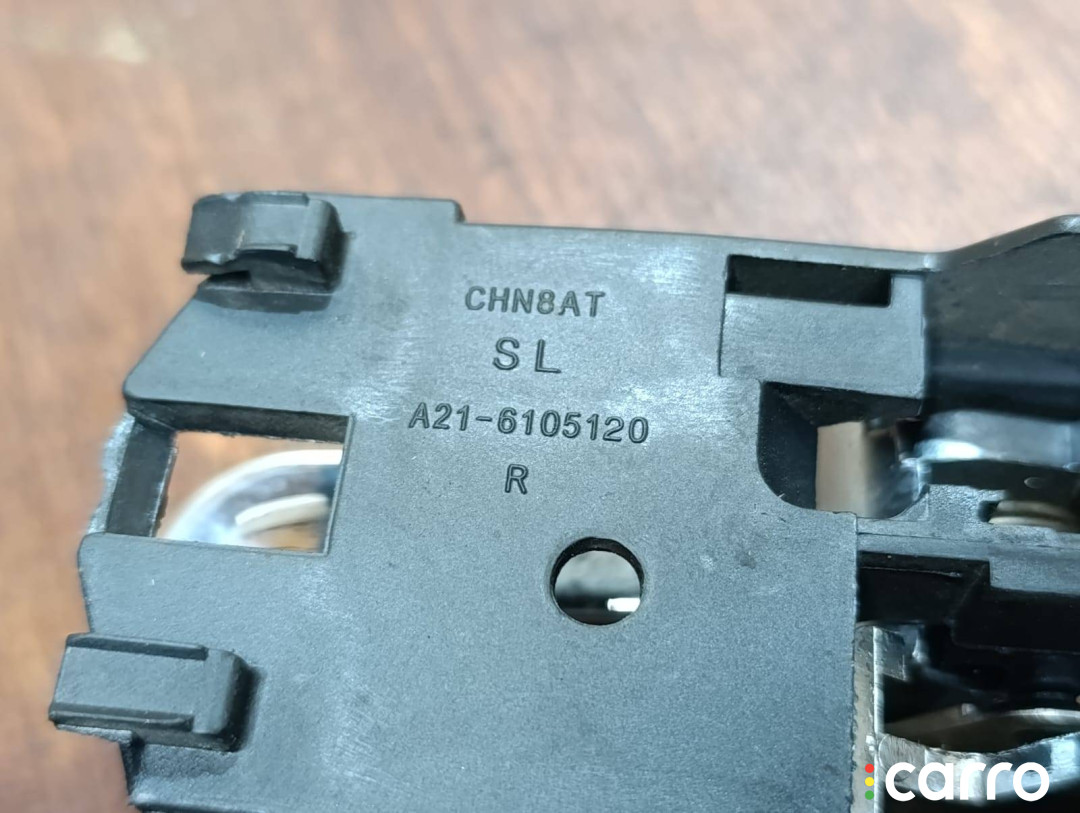 CHN8AT
SL
A21-6105120
R
carro